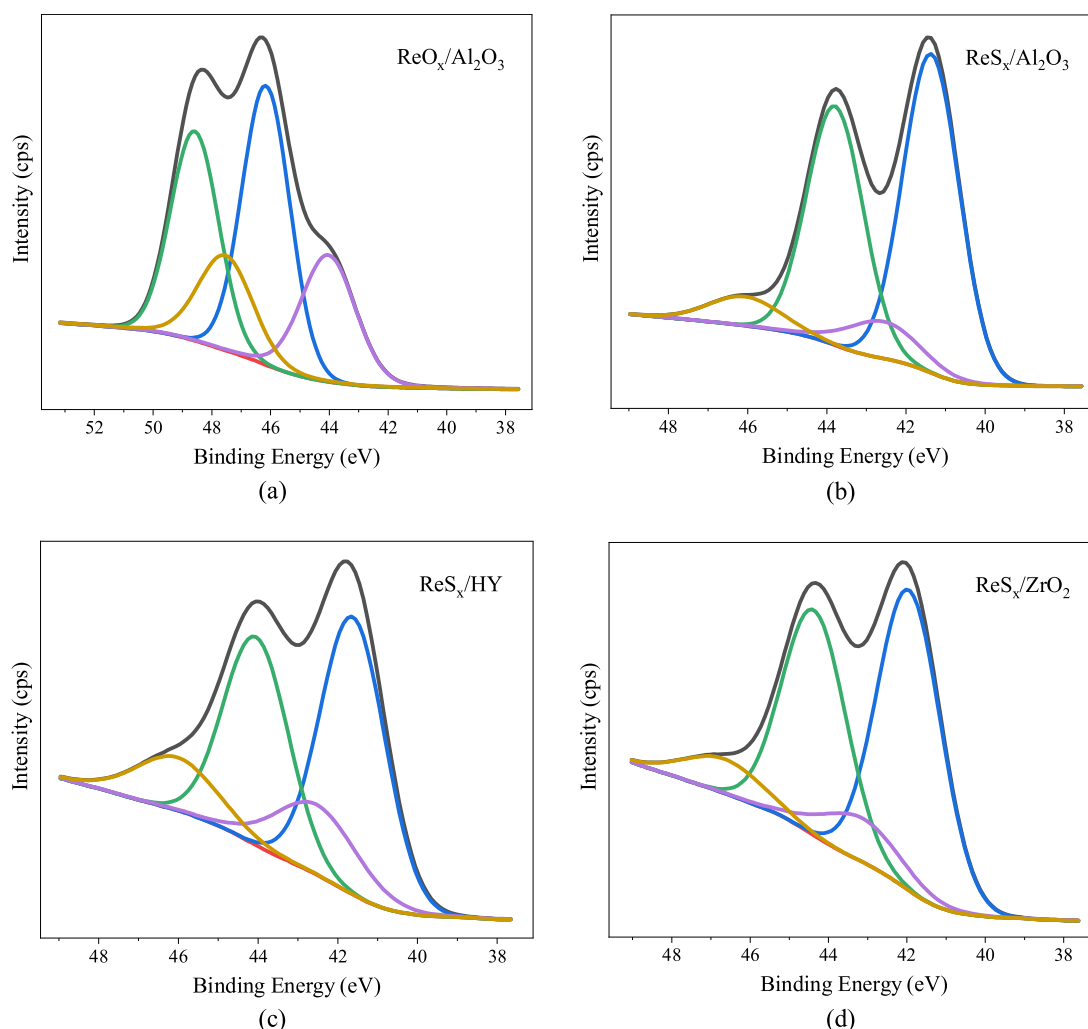 ReOₓ/Al₂O₃
Intensity (cps)
52 50 48 46 44 42 40 38
Binding Energy (eV)
(a)
ReSₓ/Al₂O₃
Intensity (cps)
48 46 44 42 40 38
Binding Energy (eV)
(b)
ReSₓ/HY
Intensity (cps)
48 46 44 42 40 38
Binding Energy (eV)
(c)
ReSₓ/ZrO₂
Intensity (cps)
48 46 44 42 40 38
Binding Energy (eV)
(d)